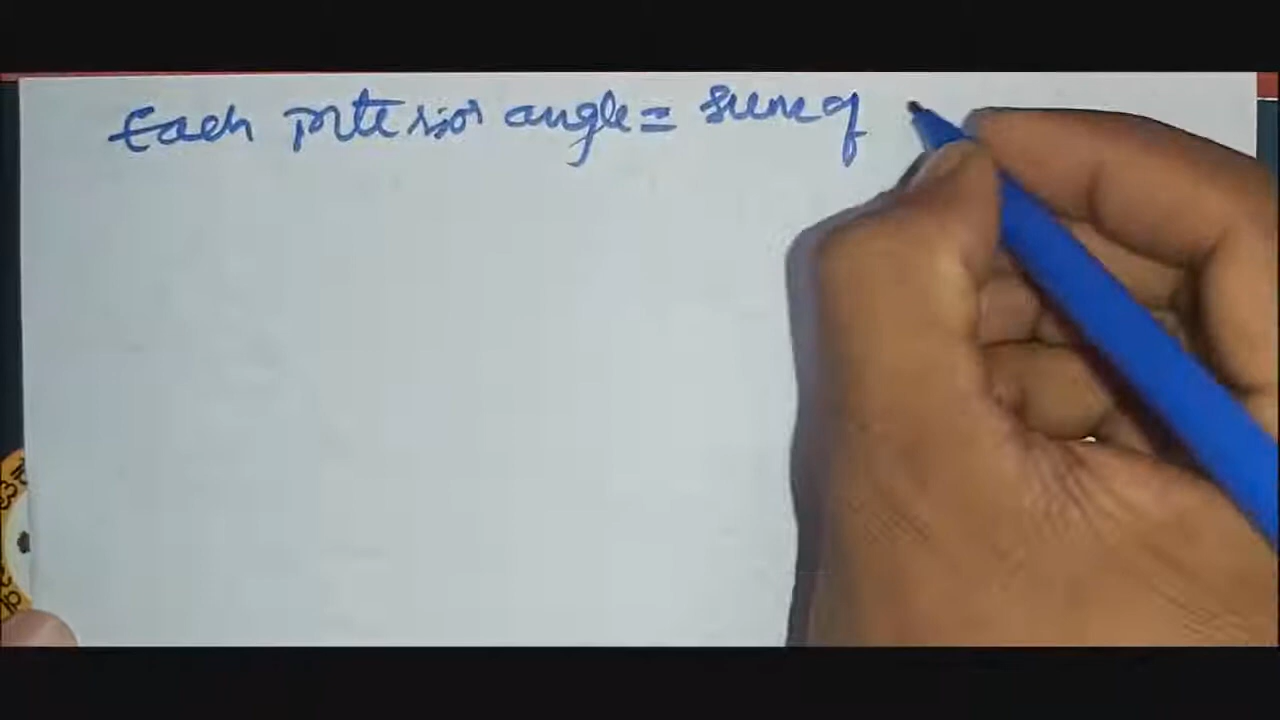 Each interior angle = sum of